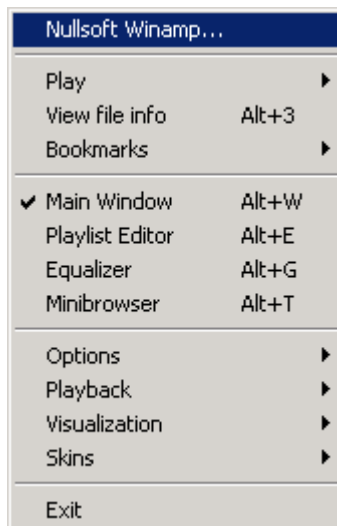 Nullsoft Winamp...
Play
View file info Alt+3
Bookmarks
Main Window Alt+W
Playlist Editor Alt+E
Equalizer Alt+G
Minibrowser Alt+T
Options
Playback
Visualization
Skins
Exit